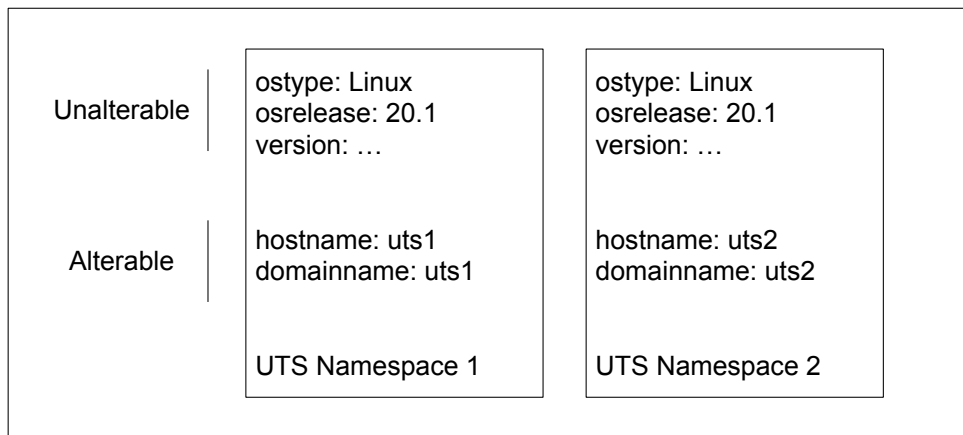 Unalterable
ostype: Linux
osrelease: 20.1
version: …
ostype: Linux
osrelease: 20.1
version: …
Alterable
hostname: uts1
domainname: uts1
hostname: uts2
domainname: uts2
UTS Namespace 1
UTS Namespace 2